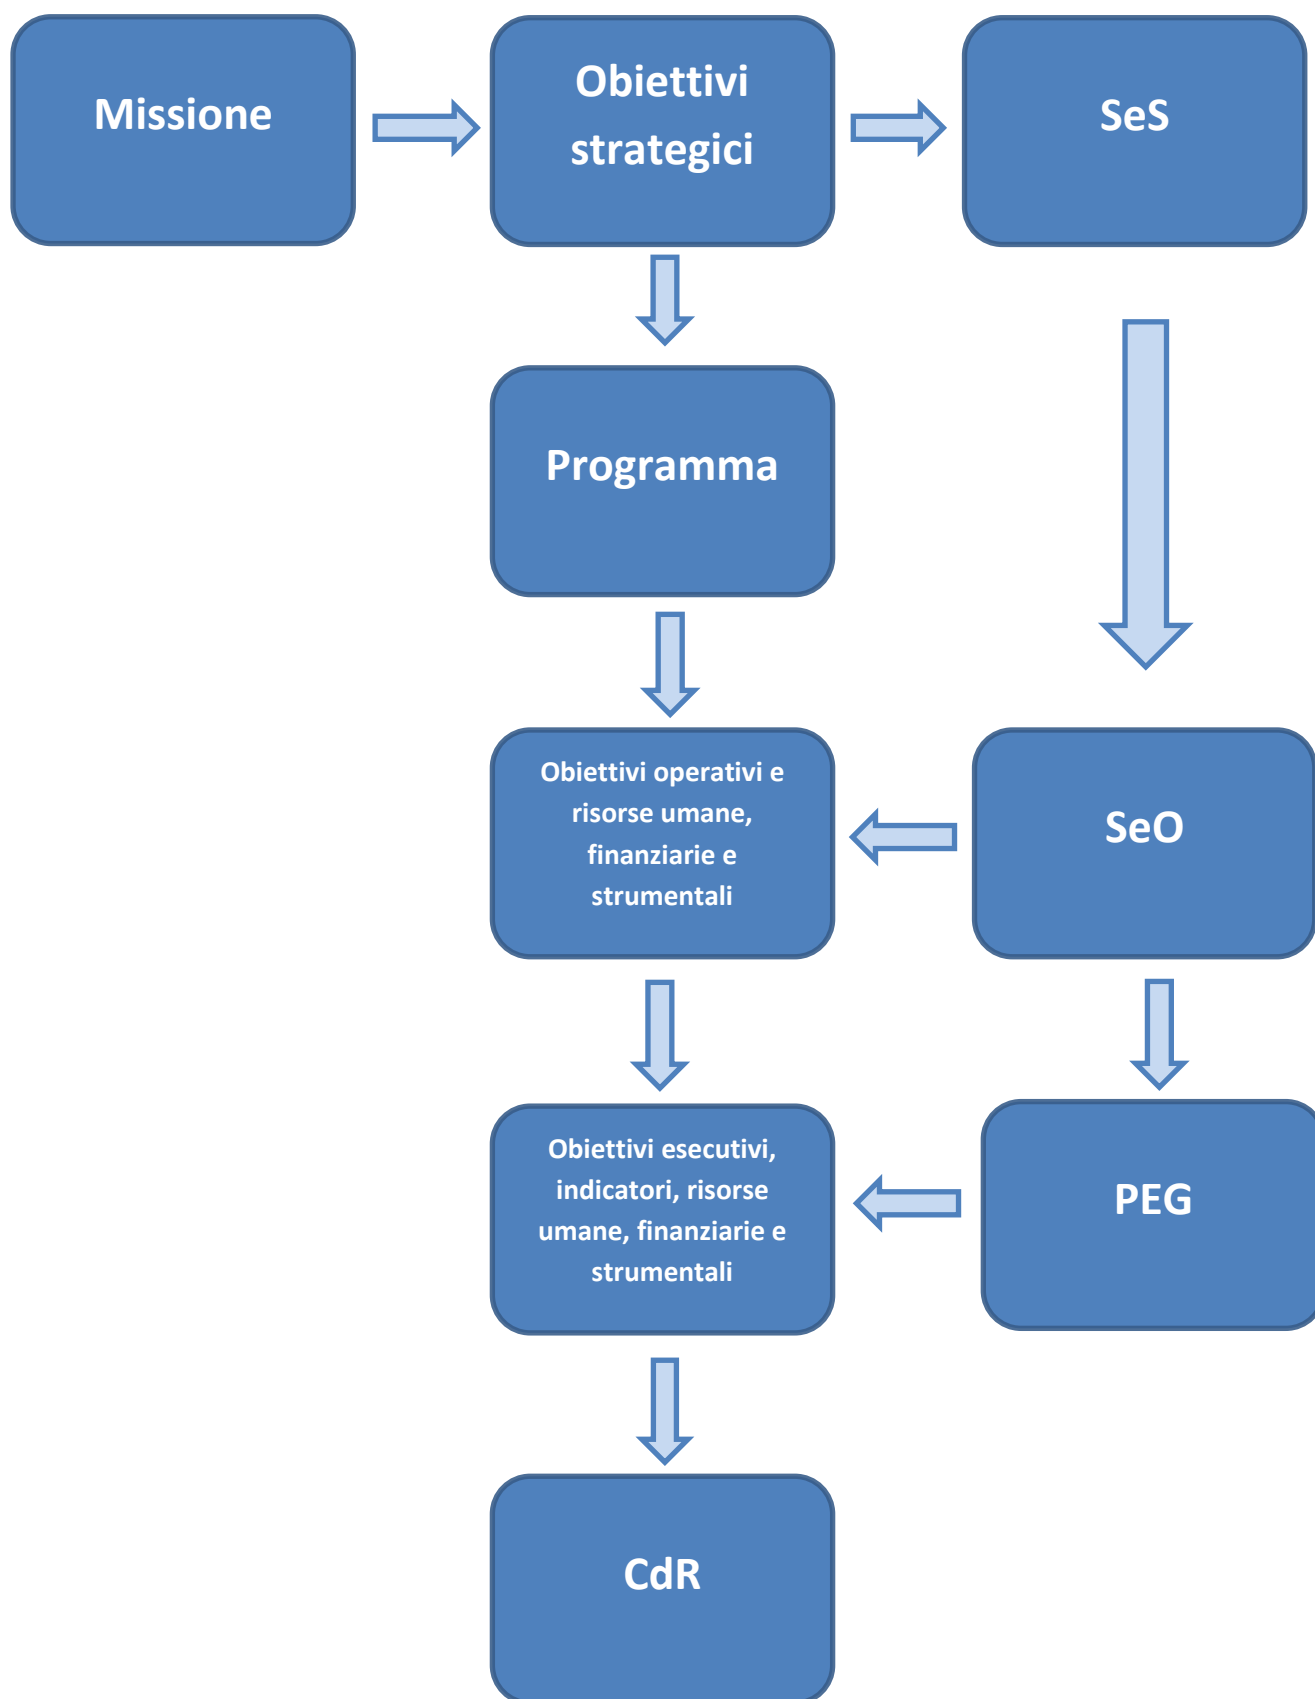 Missione
Obiettivi
strategici
SeS
Programma
Obiettivi operativi e
risorse umane,
finanziarie e
strumentali
SeO
Obiettivi esecutivi,
indicatori, risorse
umane, finanziarie e
strumentali
PEG
CdR